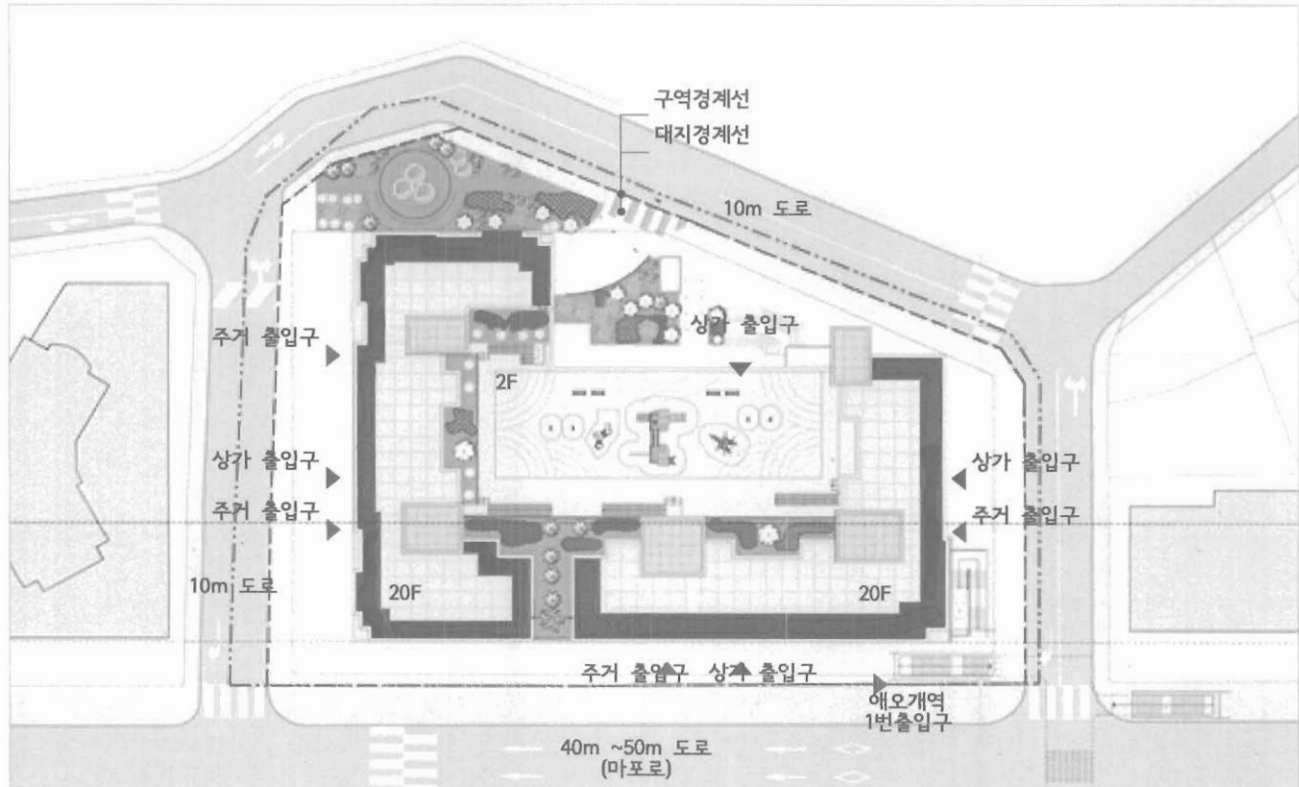 구역경계선
대지경계선
10m 도로
주거 출입구
상가 출입구
2F
상가 출입구
상가 출입구
주거 출입구
주거 출입구
10m 도로
20F
20F
주거 출입구 상가 출입구
애오개역
1번출입구
40m ~50m 도로
(마포로)